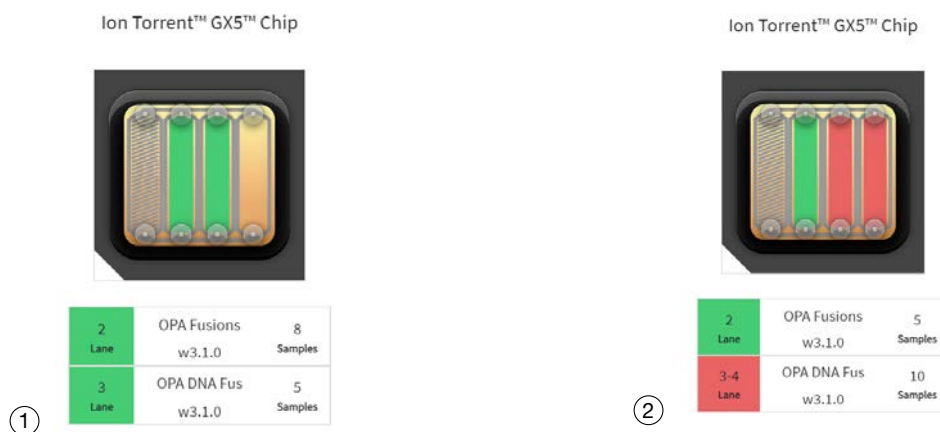 Ion Torrent™ GX5™ Chip
2
Lane
OPA Fusions
w3.1.0
8
Samples
3
Lane
OPA DNA Fus
w3.1.0
5
Samples
1
Ion Torrent™ GX5™ Chip
2
Lane
OPA Fusions
w3.1.0
5
Samples
3-4
Lane
OPA DNA Fus
w3.1.0
10
Samples
2